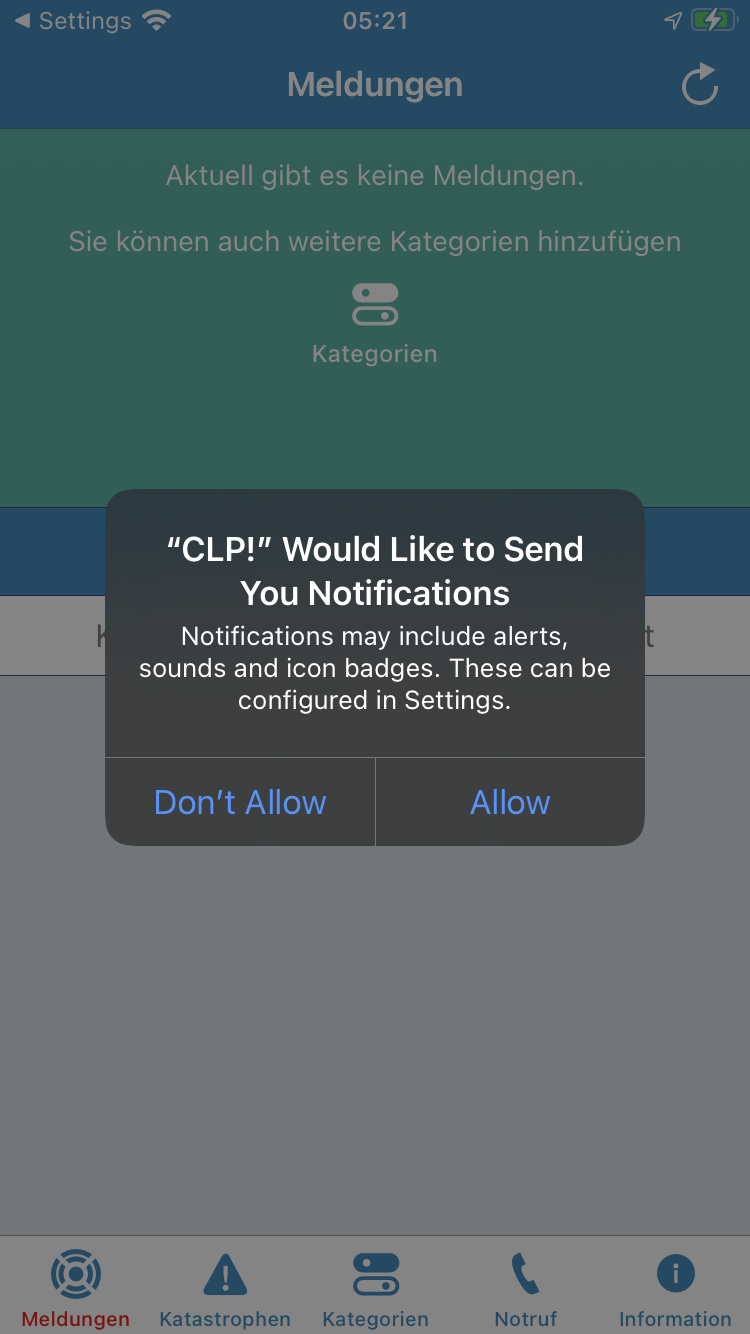 Settings 05:21
Meldungen
Aktuell gibt es keine Meldungen.
Sie können auch weitere Kategorien hinzufügen
Kategorien
“CLP!” Would Like to Send
You Notifications
Notifications may include alerts,
sounds and icon badges. These can be
configured in Settings.
Don’t Allow Allow
Meldungen Katastrophen Kategorien Notruf Information